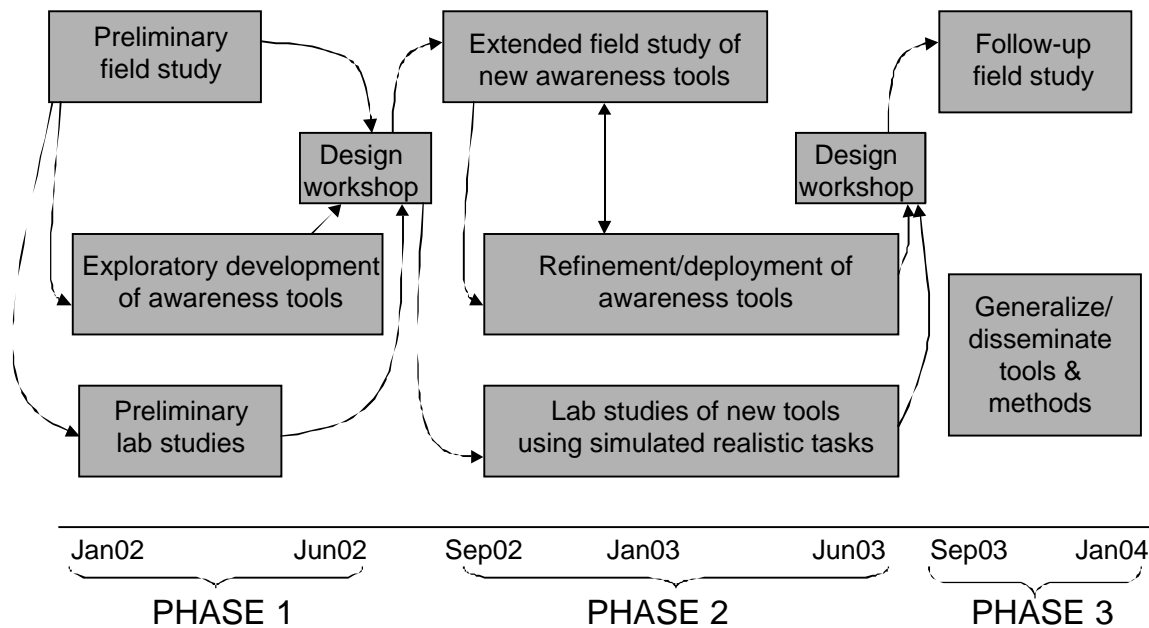 Preliminary
field study
Extended field study of
new awareness tools
Follow-up
field study
Design
workshop
Design
workshop
Exploratory development
of awareness tools
Refinement/deployment of
awareness tools
Generalize/
disseminate
tools &
methods
Preliminary
lab studies
Lab studies of new tools
using simulated realistic tasks
Jan02 Jun02 Sep02 Jan03 Jun03 Sep03 Jan04
PHASE 1 PHASE 2 PHASE 3